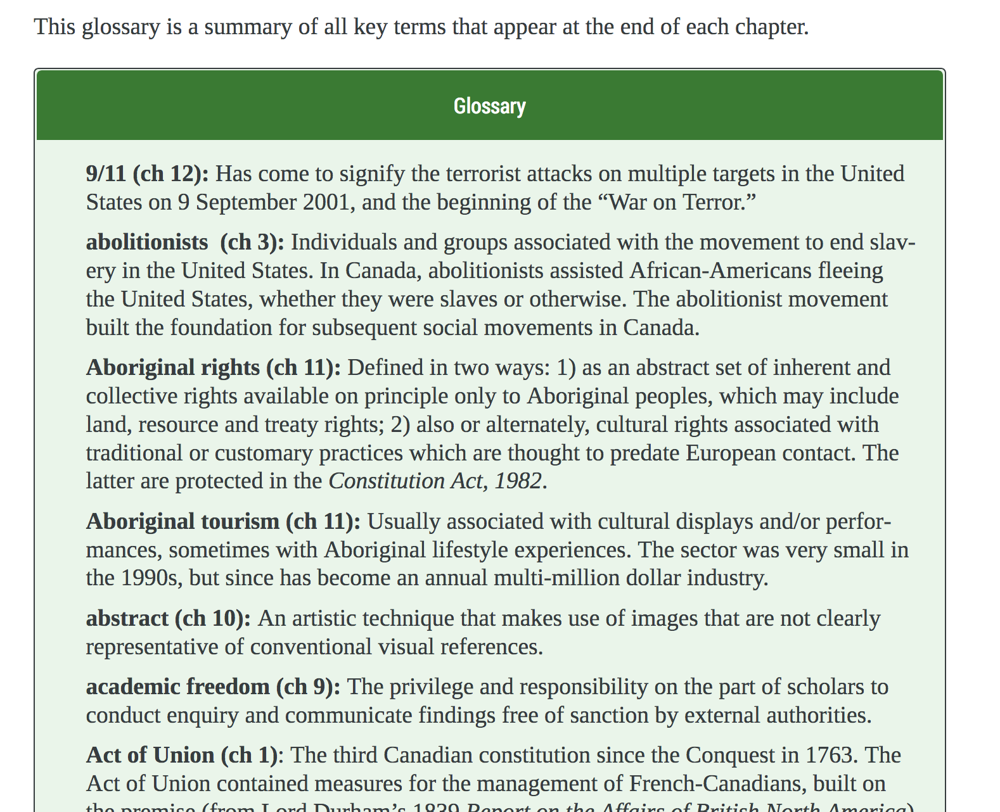 This glossary is a summary of all key terms that appear at the end of each chapter.
Glossary
9/11 (ch 12): Has come to signify the terrorist attacks on multiple targets in the United
States on 9 September 2001, and the beginning of the “War on Terror.”
abolitionists  (ch 3): Individuals and groups associated with the movement to end slav-
ery in the United States. In Canada, abolitionists assisted African-Americans fleeing
the United States, whether they were slaves or otherwise. The abolitionist movement
built the foundation for subsequent social movements in Canada.
Aboriginal rights (ch 11): Defined in two ways: 1) as an abstract set of inherent and
collective rights available on principle only to Aboriginal peoples, which may include
land, resource and treaty rights; 2) also or alternately, cultural rights associated with
traditional or customary practices which are thought to predate European contact. The
latter are protected in the Constitution Act, 1982.
Aboriginal tourism (ch 11): Usually associated with cultural displays and/or perfor-
mances, sometimes with Aboriginal lifestyle experiences. The sector was very small in
the 1990s, but since has become an annual multi-million dollar industry.
abstract (ch 10): An artistic technique that makes use of images that are not clearly
representative of conventional visual references.
academic freedom (ch 9): The privilege and responsibility on the part of scholars to
conduct enquiry and communicate findings free of sanction by external authorities.
Act of Union (ch 1): The third Canadian constitution since the Conquest in 1763. The
Act of Union contained measures for the management of French-Canadians, built on
the premise (from Lord Durham’s 1839 Report on the Affairs of British North America)